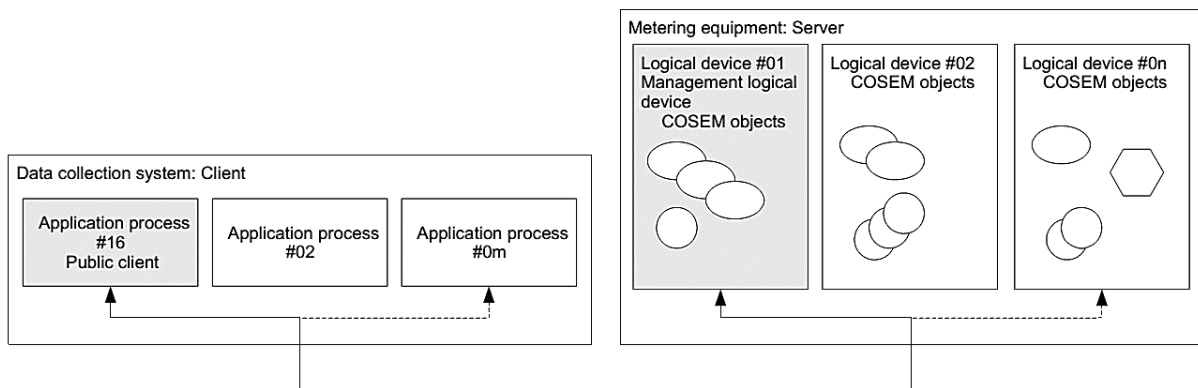 Metering equipment: Server
Logical device #01
Management logical
device
COSEM objects
Logical device #02
COSEM objects
Logical device #0n
COSEM objects
Data collection system: Client
Application process
#16
Public client
Application process
#02
Application process
#0m